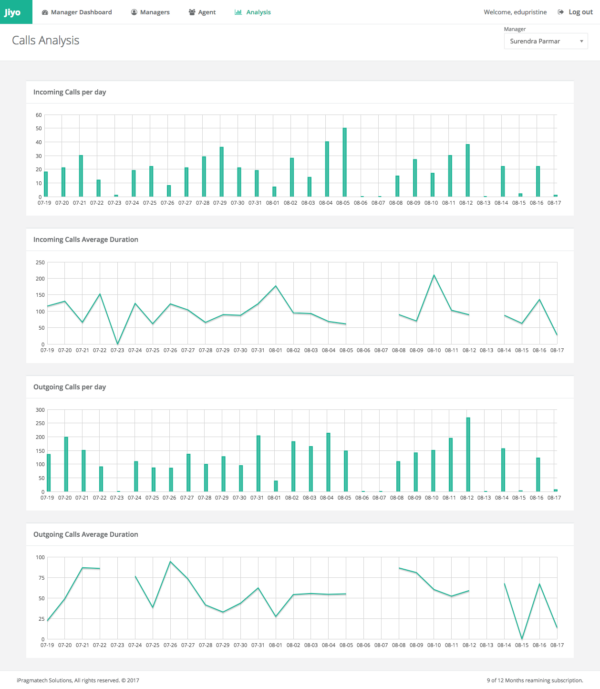 Jiyo Manager Dashboard Managers Agent Analysis Welcome, edupristine Log out
Manager
Calls Analysis
Surendra Parmar
Incoming Calls per day
60
50
40
30
20
10
0
07-19 07-20 07-21 07-22 07-23 07-24 07-25 07-26 07-27 07-28 07-29 07-30 07-31 08-01 08-02 08-03 08-04 08-05 08-06 08-07 08-08 08-09 08-10 08-11 08-12 08-13 08-14 08-15 08-16 08-17
Incoming Calls Average Duration
250
200
150
100
50
0
07-19 07-20 07-21 07-22 07-23 07-24 07-25 07-26 07-27 07-28 07-29 07-30 07-31 08-01 08-02 08-03 08-04 08-05 08-06 08-07 08-08 08-09 08-10 08-11 08-12 08-13 08-14 08-15 08-16 08-17
Outgoing Calls per day
300
250
200
150
100
50
0
07-19 07-20 07-21 07-22 07-23 07-24 07-25 07-26 07-27 07-28 07-29 07-30 07-31 08-01 08-02 08-03 08-04 08-05 08-06 08-07 08-08 08-09 08-10 08-11 08-12 08-13 08-14 08-15 08-16 08-17
Outgoing Calls Average Duration
100
75
50
25
0
07-19 07-20 07-21 07-22 07-23 07-24 07-25 07-26 07-27 07-28 07-29 07-30 07-31 08-01 08-02 08-03 08-04 08-05 08-06 08-07 08-08 08-09 08-10 08-11 08-12 08-13 08-14 08-15 08-16 08-17
iPragmatech Solutions, All rights reserved. © 2017 9 of 12 Months reamining subscription.